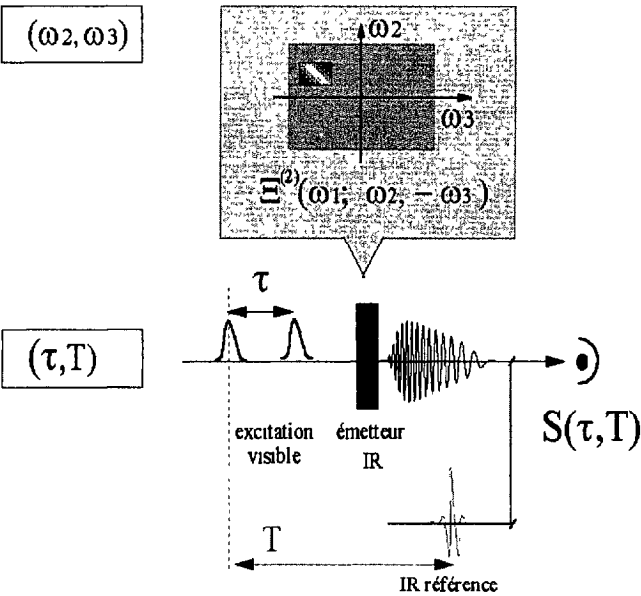 (ω2, ω3)
ω2
ω3
Ξ⁽²⁾(ω1; ω2, − ω3)
τ
(τ,T)
excitation visible
émetteur IR
S(τ,T)
T
IR référence